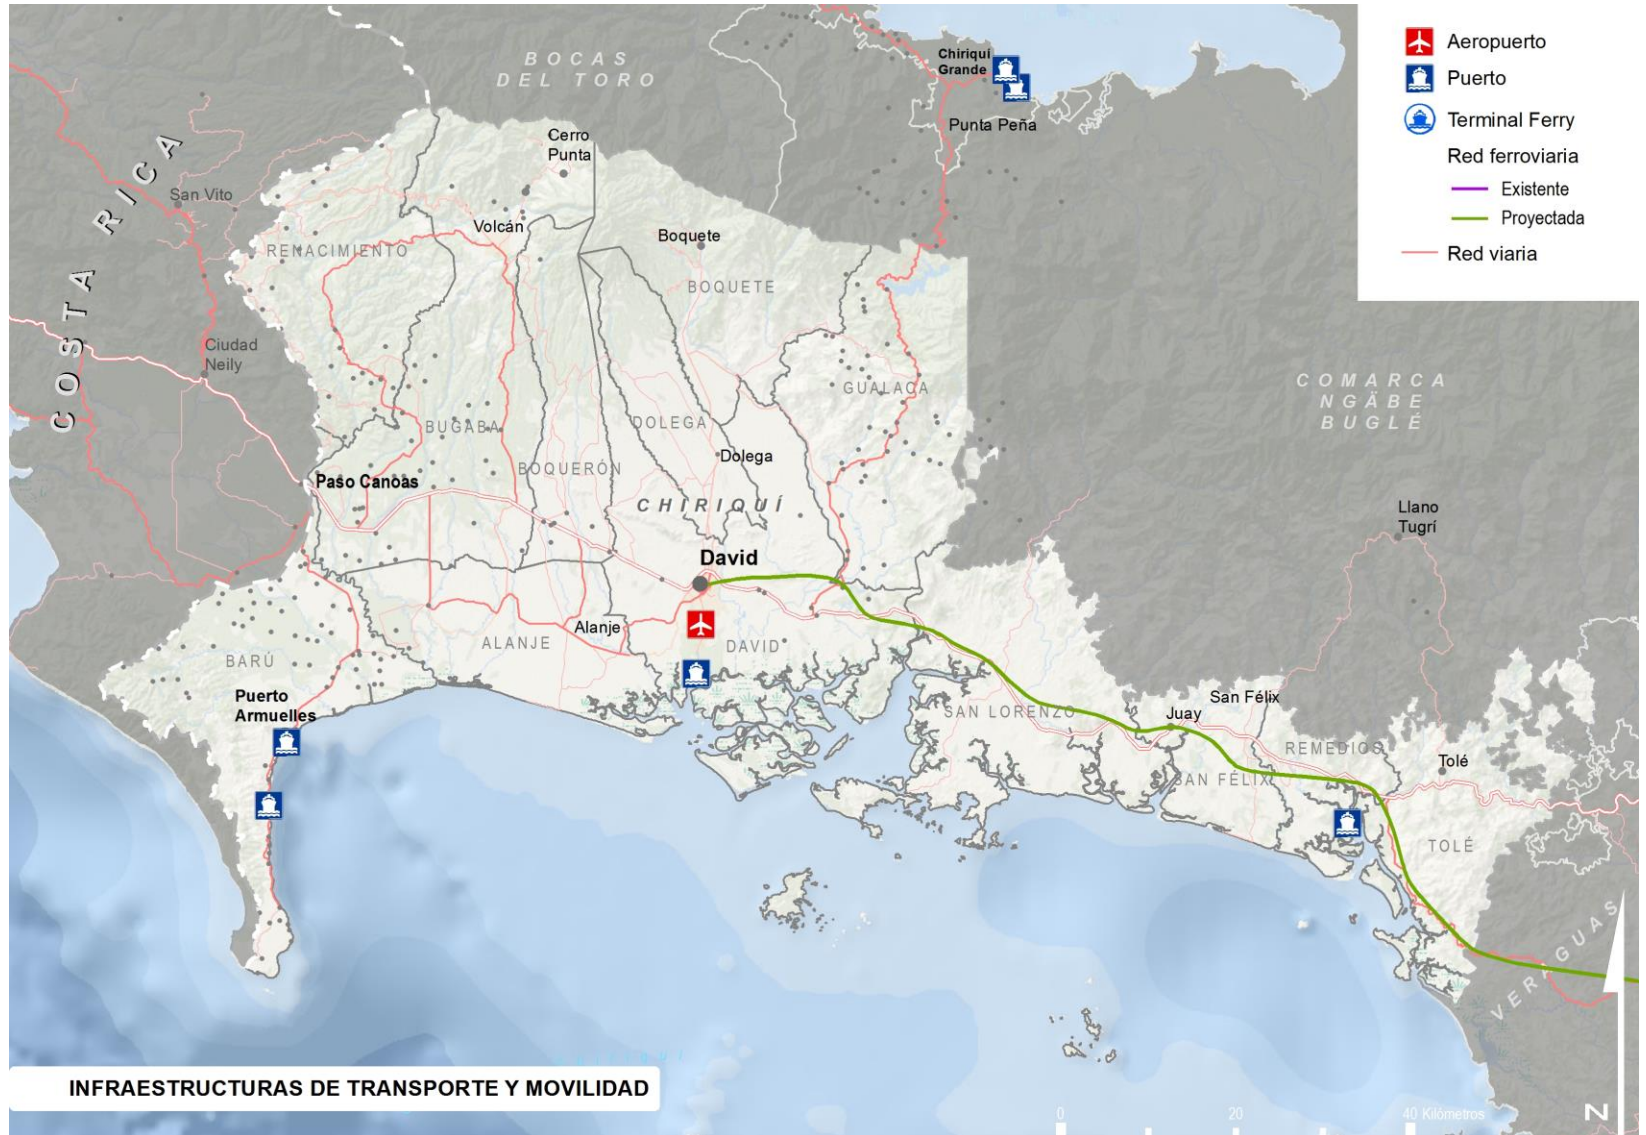 Aeropuerto
Puerto
Terminal Ferry
Red ferroviaria
Existente
Proyectada
Red viaria
BOCAS
DEL TORO
Chiriquí
Grande
Punta Peña
Cerro
Punta
COSTA RICA
San Vito
Volcán
RENACIMIENTO
Boquete
BOQUETE
Ciudad
Neily
GUALACA
COMARCA
NGÄBE
BUGLÉ
BUGABA
DOLEGA
Dolega
BOQUERÓN
Paso Canoas
CHIRIQUÍ
Llano
Tugrí
David
Alanje
ALANJE
DAVID
BARÚ
Puerto
Armuelles
SAN LORENZO
Juay
San Félix
REMEDIOS
SAN FÉLIX
Tolé
TOLÉ
VERAGUAS
Chiriquí
INFRAESTRUCTURAS DE TRANSPORTE Y MOVILIDAD
0 20 40 Kilómetros
N